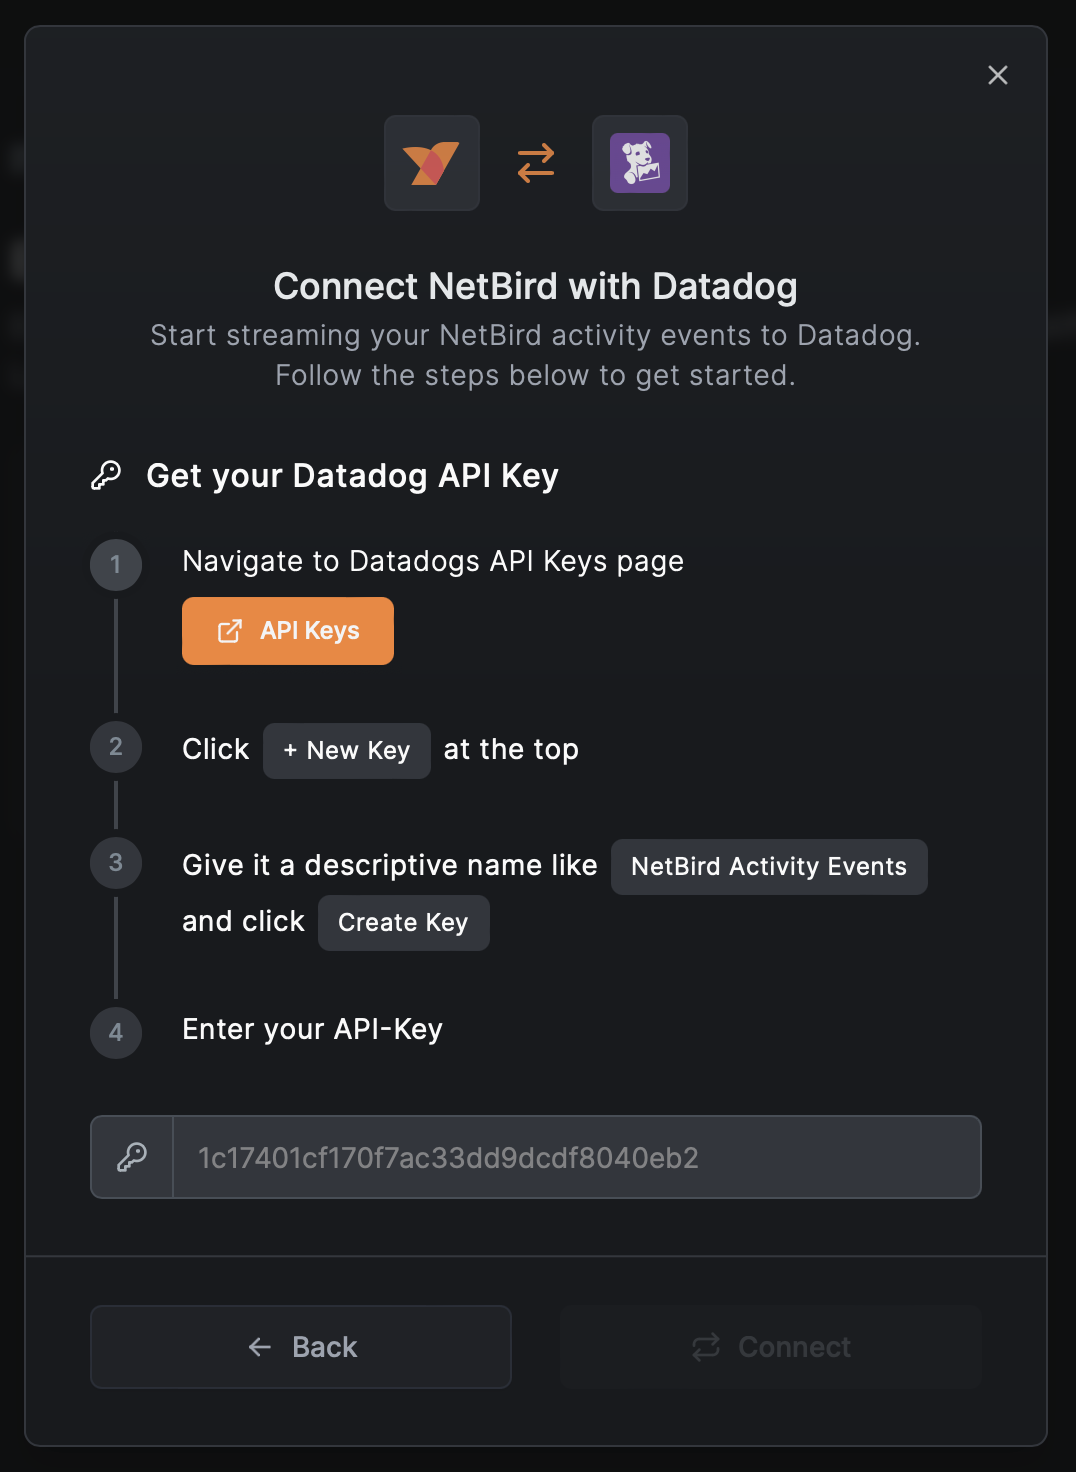 Connect NetBird with Datadog
Start streaming your NetBird activity events to Datadog.
Follow the steps below to get started.
Get your Datadog API Key
1 Navigate to Datadogs API Keys page
API Keys
2 Click + New Key at the top
3 Give it a descriptive name like NetBird Activity Events
and click Create Key
4 Enter your API-Key
1c17401cf170f7ac33dd9dcdf8040eb2
Back Connect